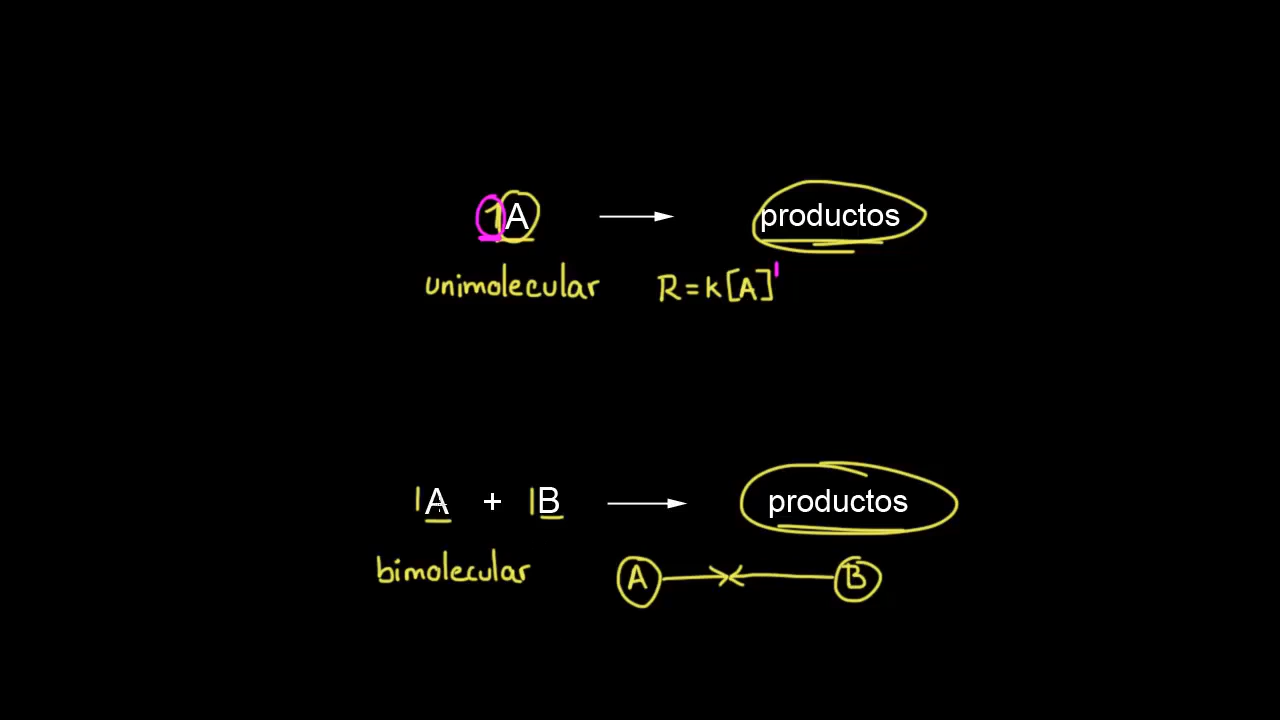 1A → productos
unimolecular R = k[A]¹
1A + 1B → productos
bimolecular A B